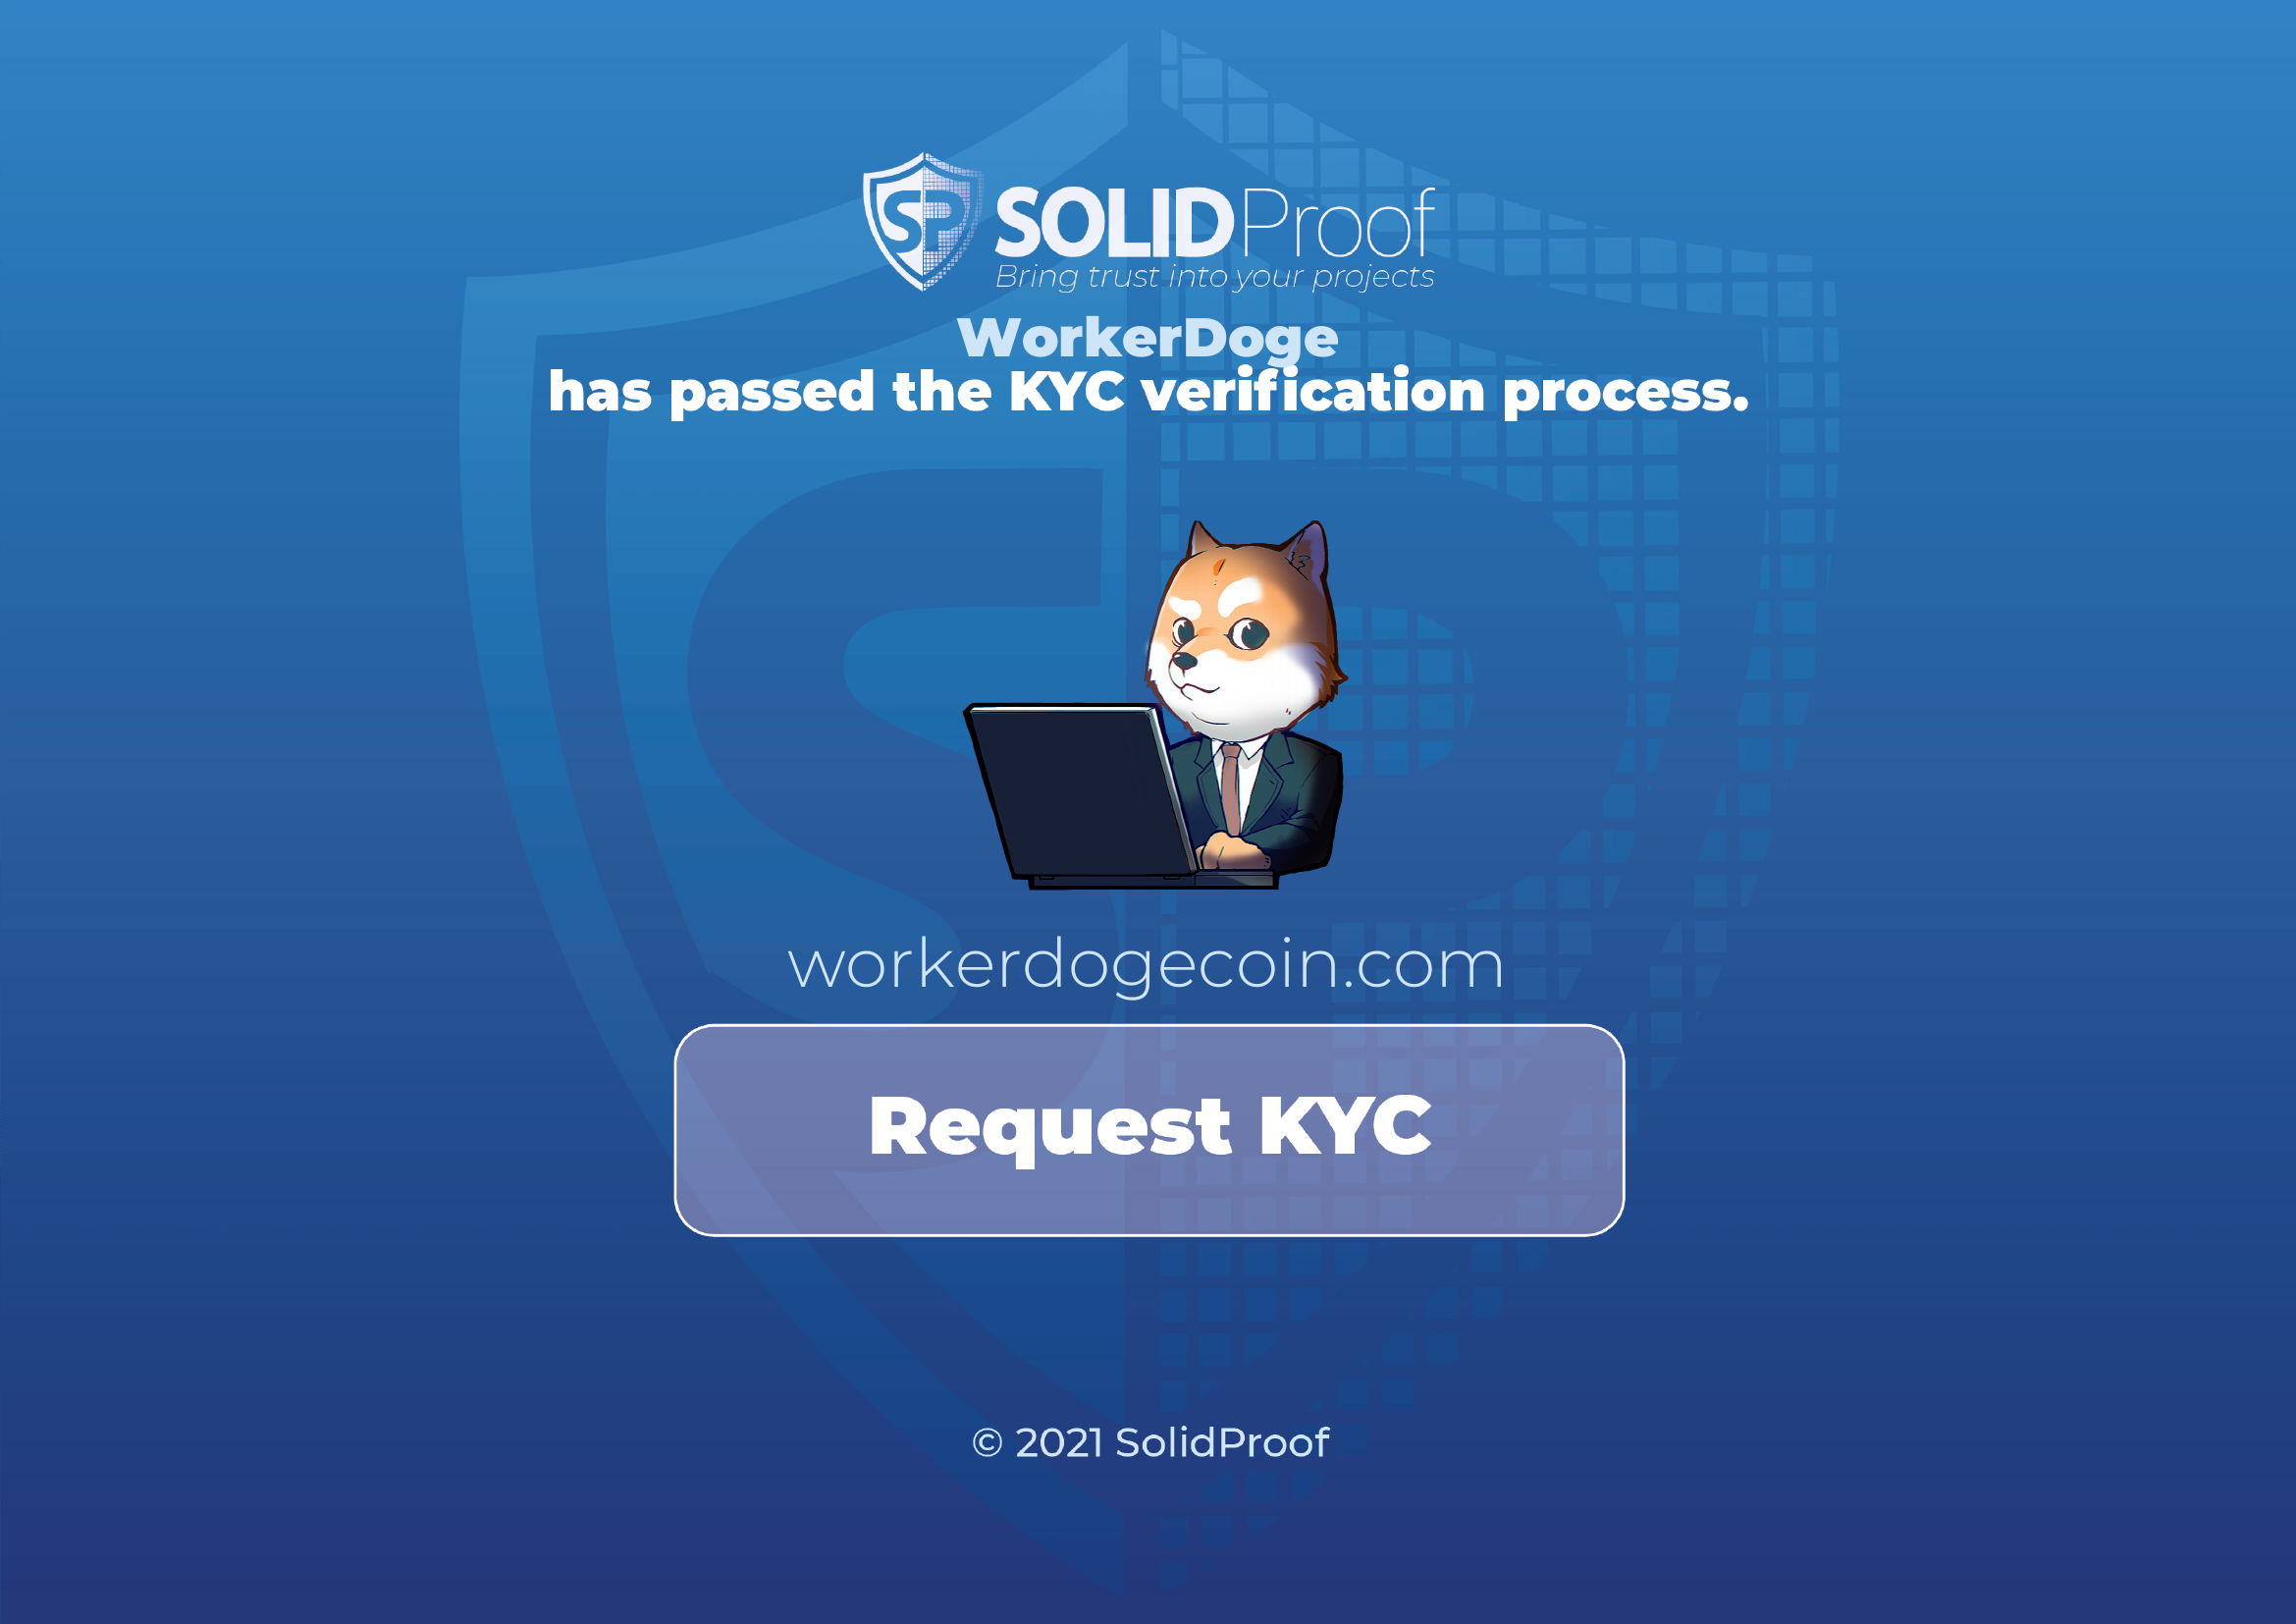 SP SOLIDProof
Bring trust into your projects
WorkerDoge
has passed the KYC verification process.
workerdogecoin.com
Request KYC
© 2021 SolidProof